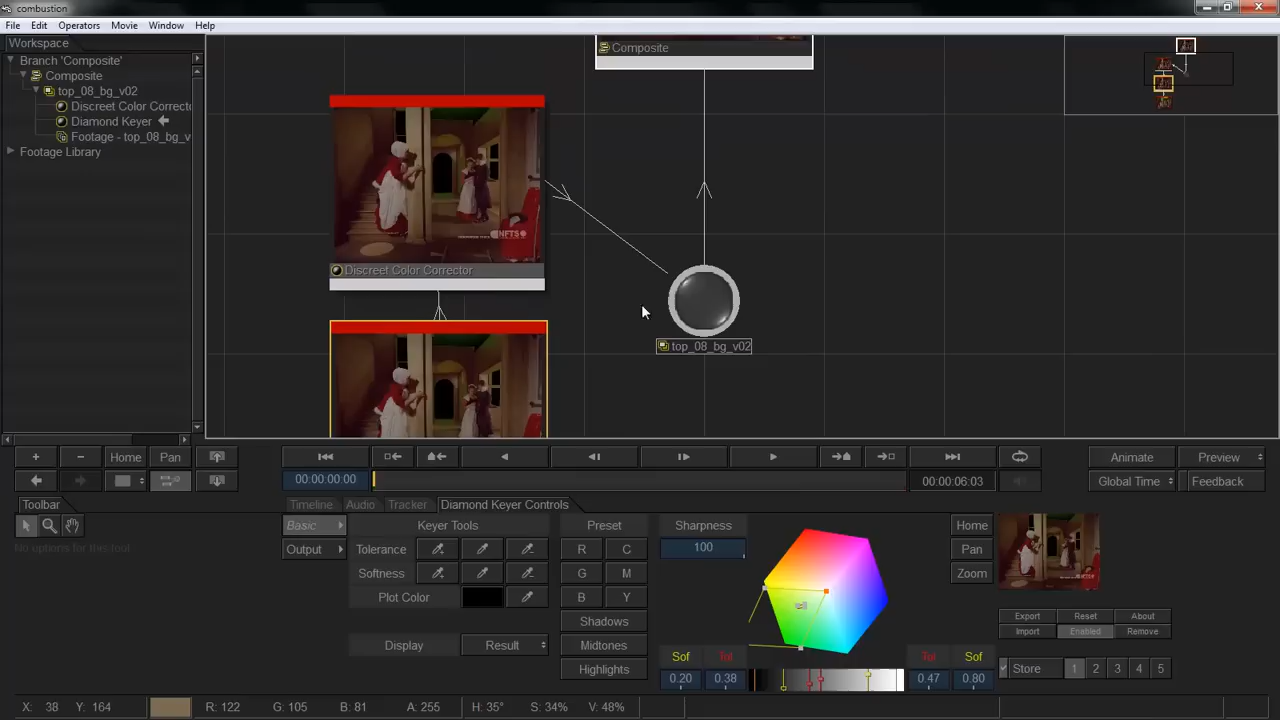 combustion
File Edit Operators Movie Window Help
Workspace
Branch 'Composite'
Composite
top_08_bg_v02
Discreet Color Correcto
Diamond Keyer
Footage - top_08_bg_v
Footage Library
Composite
NFTS
Discreet Color Corrector
top_08_bg_v02
+ - Home Pan
00:00:00:00
00:00:06:03
Animate Preview
Global Time Feedback
Toolbar
No options for this tool
Timeline Audio Tracker Diamond Keyer Controls
Basic
Output
Keyer Tools
Tolerance
Softness
Plot Color
Display Result
Preset
R C
G M
B Y
Shadows
Midtones
Highlights
Sharpness
100
Sof Tol Tol Sof
0.20 0.38 0.47 0.80
Home
Pan
Zoom
Export Reset About
Import Enabled Remove
Store 1 2 3 4 5
X: 38 Y: 164 R: 122 G: 105 B: 81 A: 255 H: 35° S: 34% V: 48%